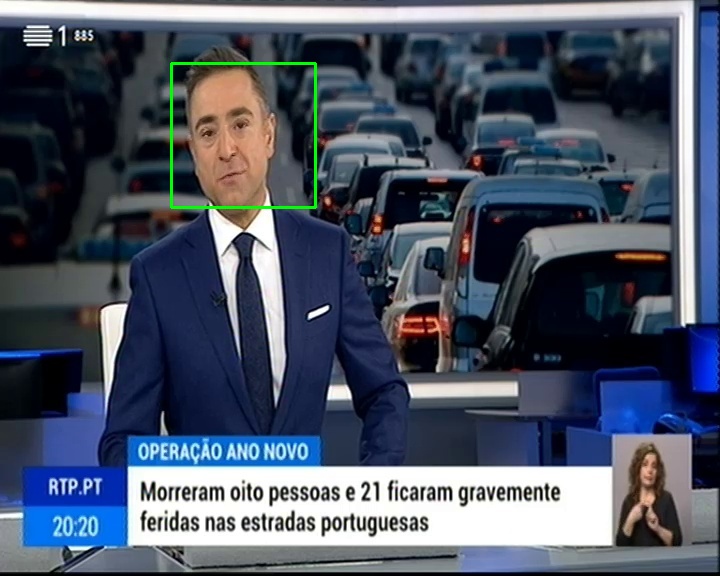 1 885
OPERAÇÃO ANO NOVO
RTP.PT
Morreram oito pessoas e 21 ficaram gravemente
20:20
feridas nas estradas portuguesas